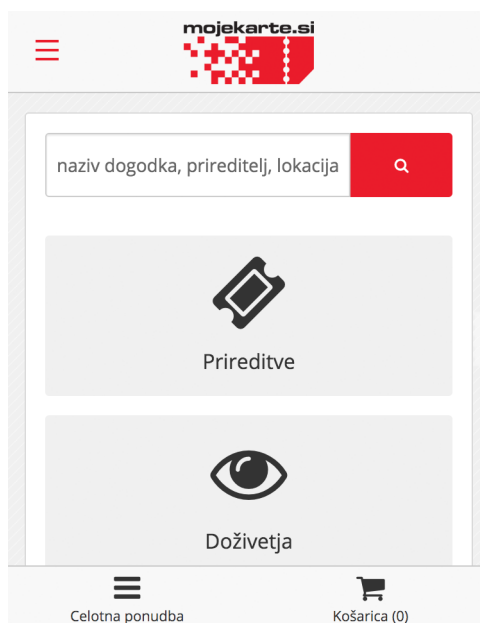 mojekarte.si
naziv dogodka, prireditelj, lokacija
Prireditve
Doživetja
Celotna ponudba
Košarica (0)